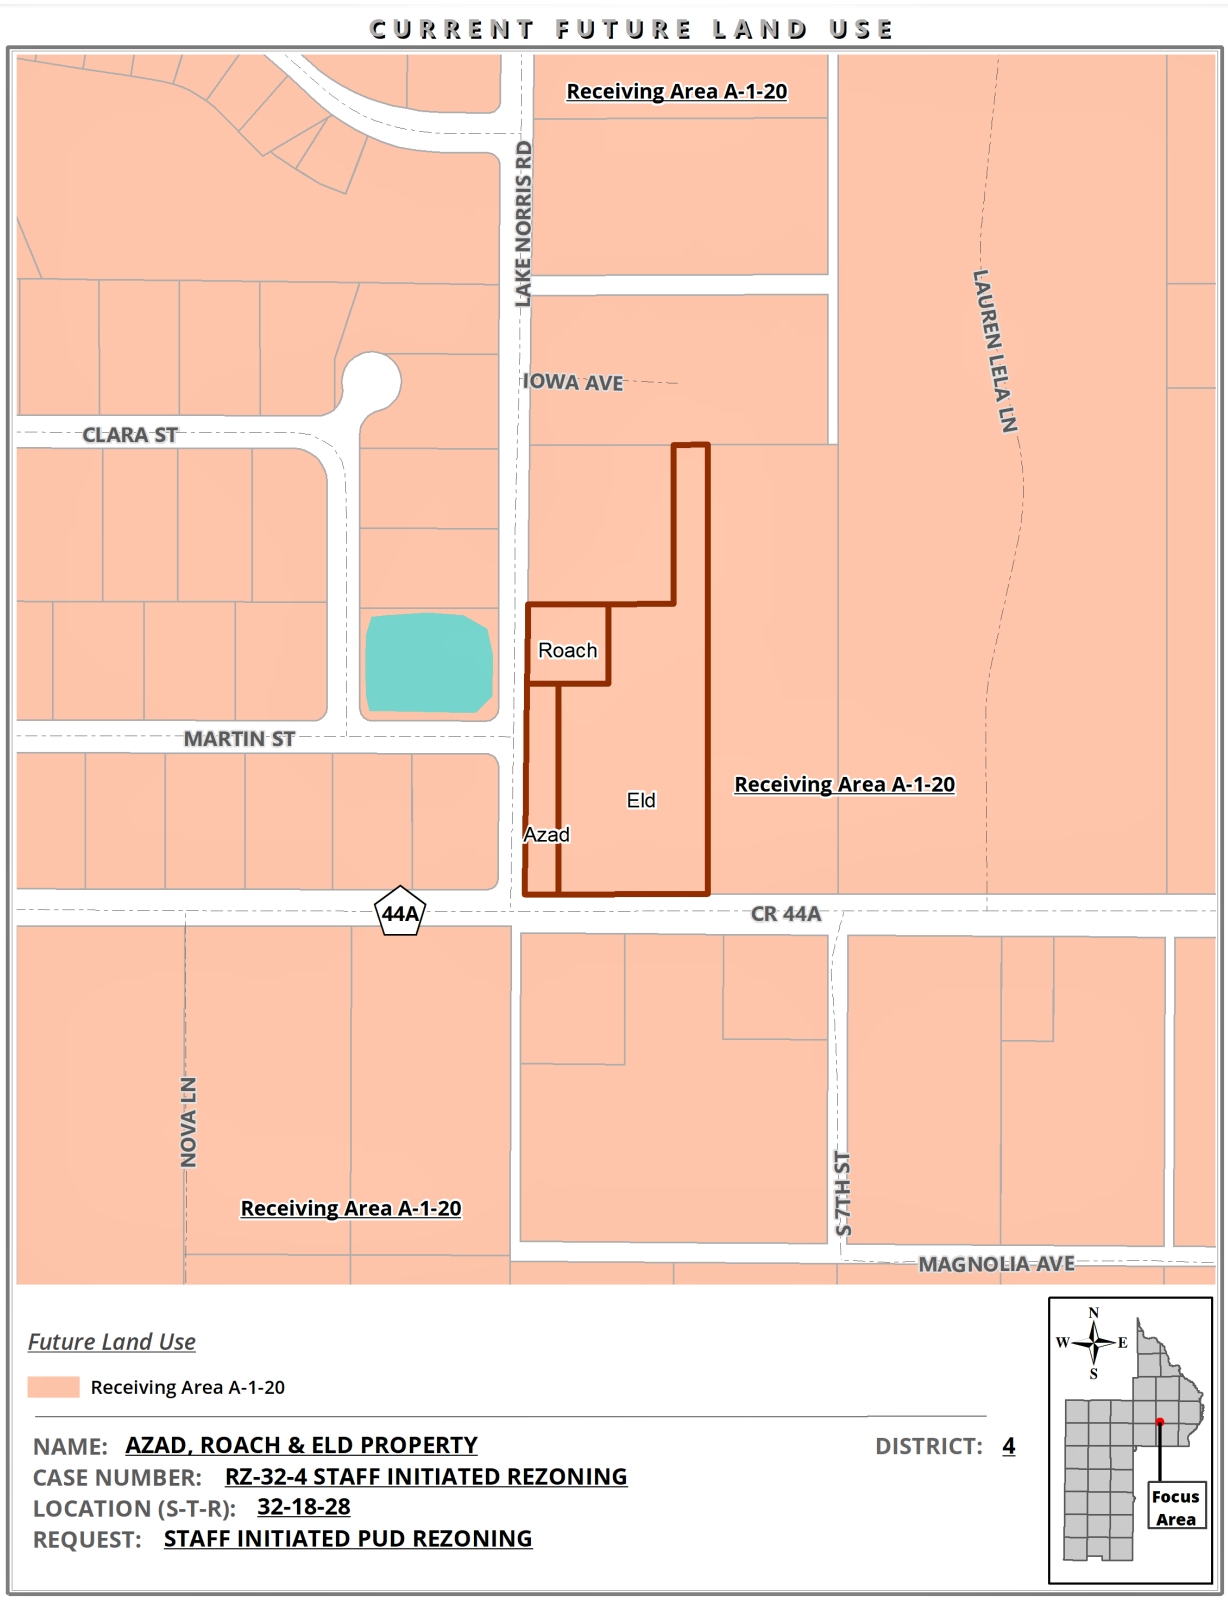 CURRENT FUTURE LAND USE
Receiving Area A-1-20
LAKE NORRIS RD
LAUREN LELA LN
IOWA AVE
CLARA ST
Roach
MARTIN ST
Receiving Area A-1-20
Eld
Azad
44A
CR 44A
NOVA LN
S 7TH ST
Receiving Area A-1-20
MAGNOLIA AVE
Future Land Use
Receiving Area A-1-20
NAME: AZAD, ROACH & ELD PROPERTY
DISTRICT: 4
CASE NUMBER: RZ-32-4 STAFF INITIATED REZONING
LOCATION (S-T-R): 32-18-28
REQUEST: STAFF INITIATED PUD REZONING
N
W E
S
Focus
Area